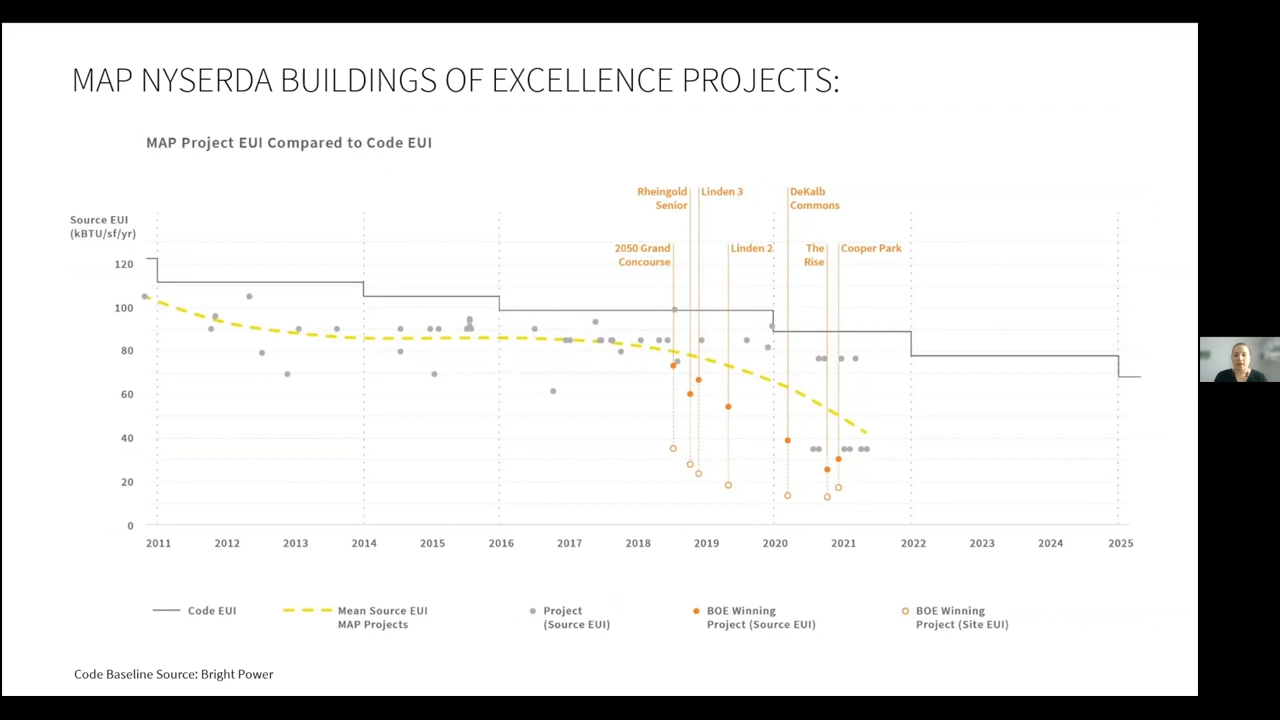 MAP NYSERDA BUILDINGS OF EXCELLENCE PROJECTS:
MAP Project EUI Compared to Code EUI
Source EUI
(kBTU/sf/yr)
120
100
80
60
40
20
0
Rheingold
Senior
Linden 3
DeKalb
Commons
2050 Grand
Concourse
Linden 2
The
Rise
Cooper Park
2011 2012 2013 2014 2015 2016 2017 2018 2019 2020 2021 2022 2023 2024 2025
Code EUI
Mean Source EUI
MAP Projects
Project
(Source EUI)
BOE Winning
Project (Source EUI)
BOE Winning
Project (Site EUI)
Code Baseline Source: Bright Power